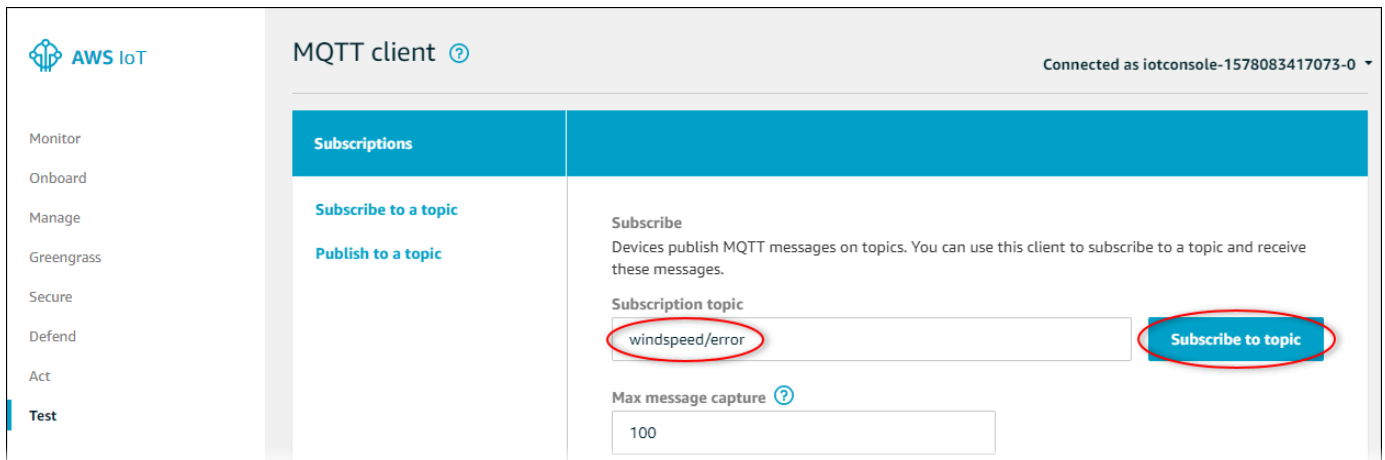 AWS IoT
MQTT client ?
Connected as iotconsole-1578083417073-0
Monitor
Onboard
Manage
Greengrass
Secure
Defend
Act
Test
Subscriptions
Subscribe to a topic
Publish to a topic
Subscribe
Devices publish MQTT messages on topics. You can use this client to subscribe to a topic and receive
these messages.
Subscription topic
windspeed/error
Subscribe to topic
Max message capture ?
100